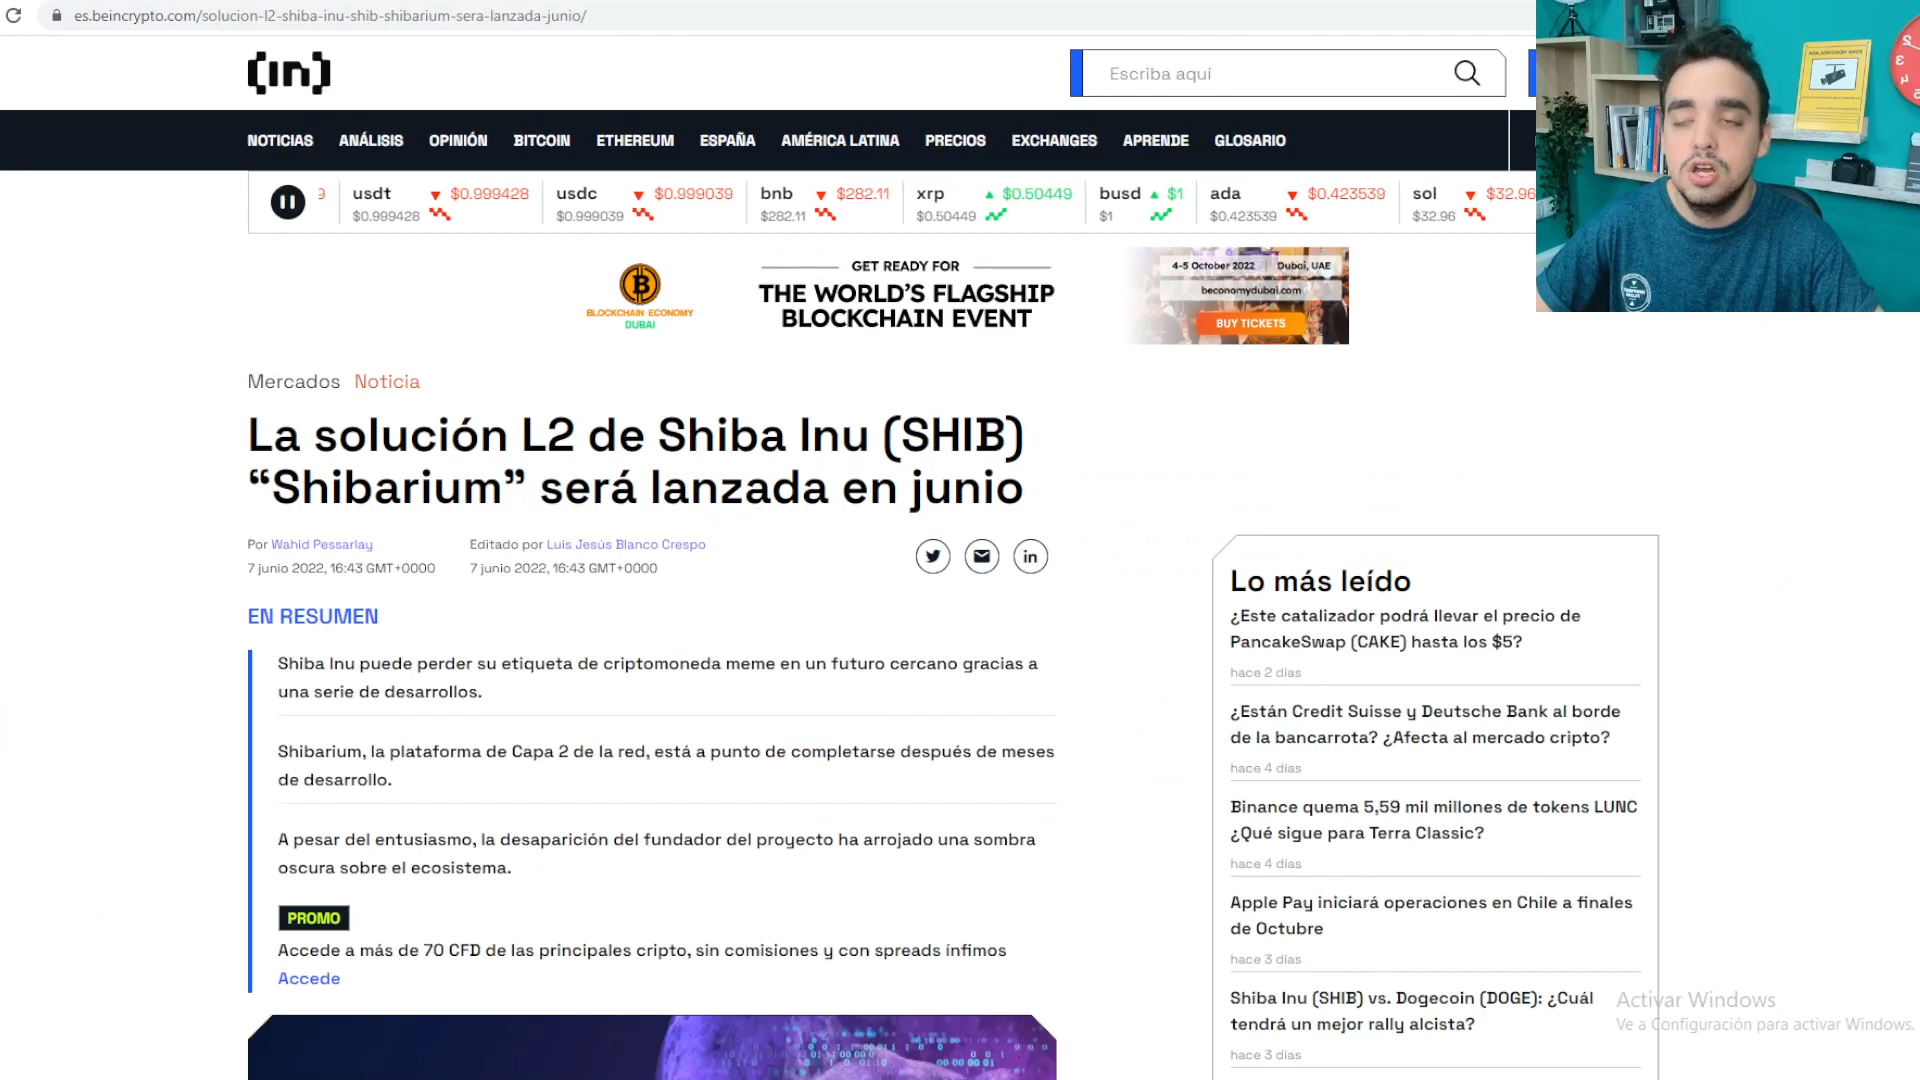 es.beincrypto.com/solucion-l2-shiba-inu-shib-shibarium-sera-lanzada-junio/
[in]
Escriba aquí
NOTICIAS ANÁLISIS OPINIÓN BITCOIN ETHEREUM ESPAÑA AMÉRICA LATINA PRECIOS EXCHANGES APRENDE GLOSARIO
9 usdt ▼ $0.999428 usdc ▼ $0.999039 bnb ▼ $282.11 xrp ▲ $0.50449 busd ▲ $1 ada ▼ $0.423539 sol ▼ $32.96
$0.999428 $0.999039 $282.11 $0.50449 $1 $0.423539 $32.96
BLOCKCHAIN ECONOMY
DUBAI
GET READY FOR
THE WORLD'S FLAGSHIP
BLOCKCHAIN EVENT
4-5 October 2022 | Dubai, UAE
beconomydubai.com
BUY TICKETS
Mercados Noticia
La solución L2 de Shiba Inu (SHIB)
“Shibarium” será lanzada en junio
Por Wahid Pessarlay
7 junio 2022, 16:43 GMT+0000
Editado por Luis Jesús Blanco Crespo
7 junio 2022, 16:43 GMT+0000
in
EN RESUMEN
Shiba Inu puede perder su etiqueta de criptomoneda meme en un futuro cercano gracias a
una serie de desarrollos.
Shibarium, la plataforma de Capa 2 de la red, está a punto de completarse después de meses
de desarrollo.
A pesar del entusiasmo, la desaparición del fundador del proyecto ha arrojado una sombra
oscura sobre el ecosistema.
PROMO
Accede a más de 70 CFD de las principales cripto, sin comisiones y con spreads ínfimos
Accede
Lo más leído
¿Este catalizador podrá llevar el precio de
PancakeSwap (CAKE) hasta los $5?
hace 2 días
¿Están Credit Suisse y Deutsche Bank al borde
de la bancarrota? ¿Afecta al mercado cripto?
hace 4 días
Binance quema 5,59 mil millones de tokens LUNC
¿Qué sigue para Terra Classic?
hace 4 días
Apple Pay iniciará operaciones en Chile a finales
de Octubre
hace 3 días
Shiba Inu (SHIB) vs. Dogecoin (DOGE): ¿Cuál
tendrá un mejor rally alcista?
hace 3 días
Activar Windows
Ve a Configuración para activar Windows.